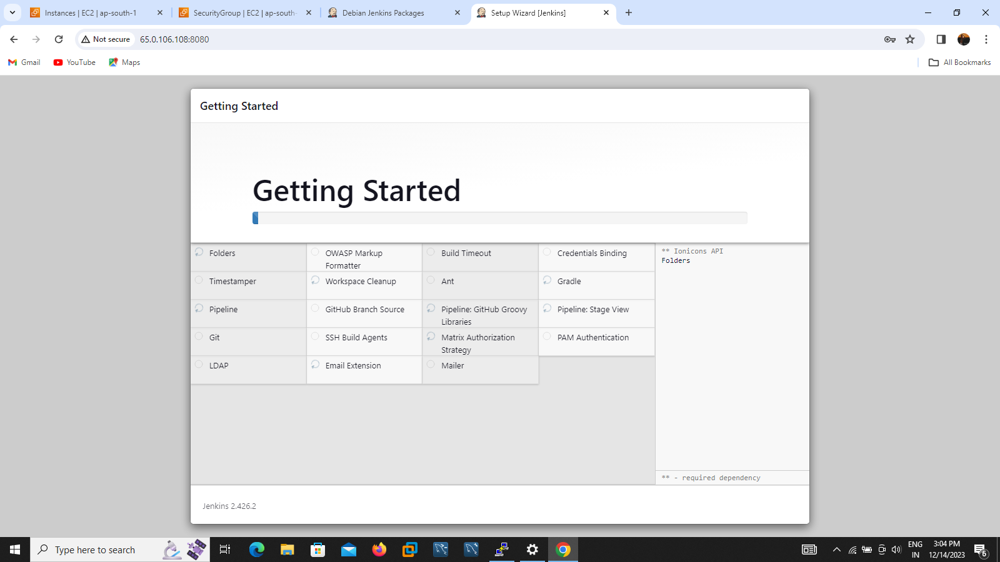 Instances | EC2 | ap-south-1
SecurityGroup | EC2 | ap-south-
Debian Jenkins Packages
Setup Wizard [Jenkins]
Not secure
65.0.106.108:8080
Gmail
YouTube
Maps
All Bookmarks
Getting Started
Getting Started
Folders
OWASP Markup
Formatter
Build Timeout
Credentials Binding
Timestamper
Workspace Cleanup
Ant
Gradle
Pipeline
GitHub Branch Source
Pipeline: GitHub Groovy
Libraries
Pipeline: Stage View
Git
SSH Build Agents
Matrix Authorization
Strategy
PAM Authentication
LDAP
Email Extension
Mailer
** Ionicons API
Folders
** - required dependency
Jenkins 2.426.2
Type here to search
ENG
IN
3:04 PM
12/14/2023
6